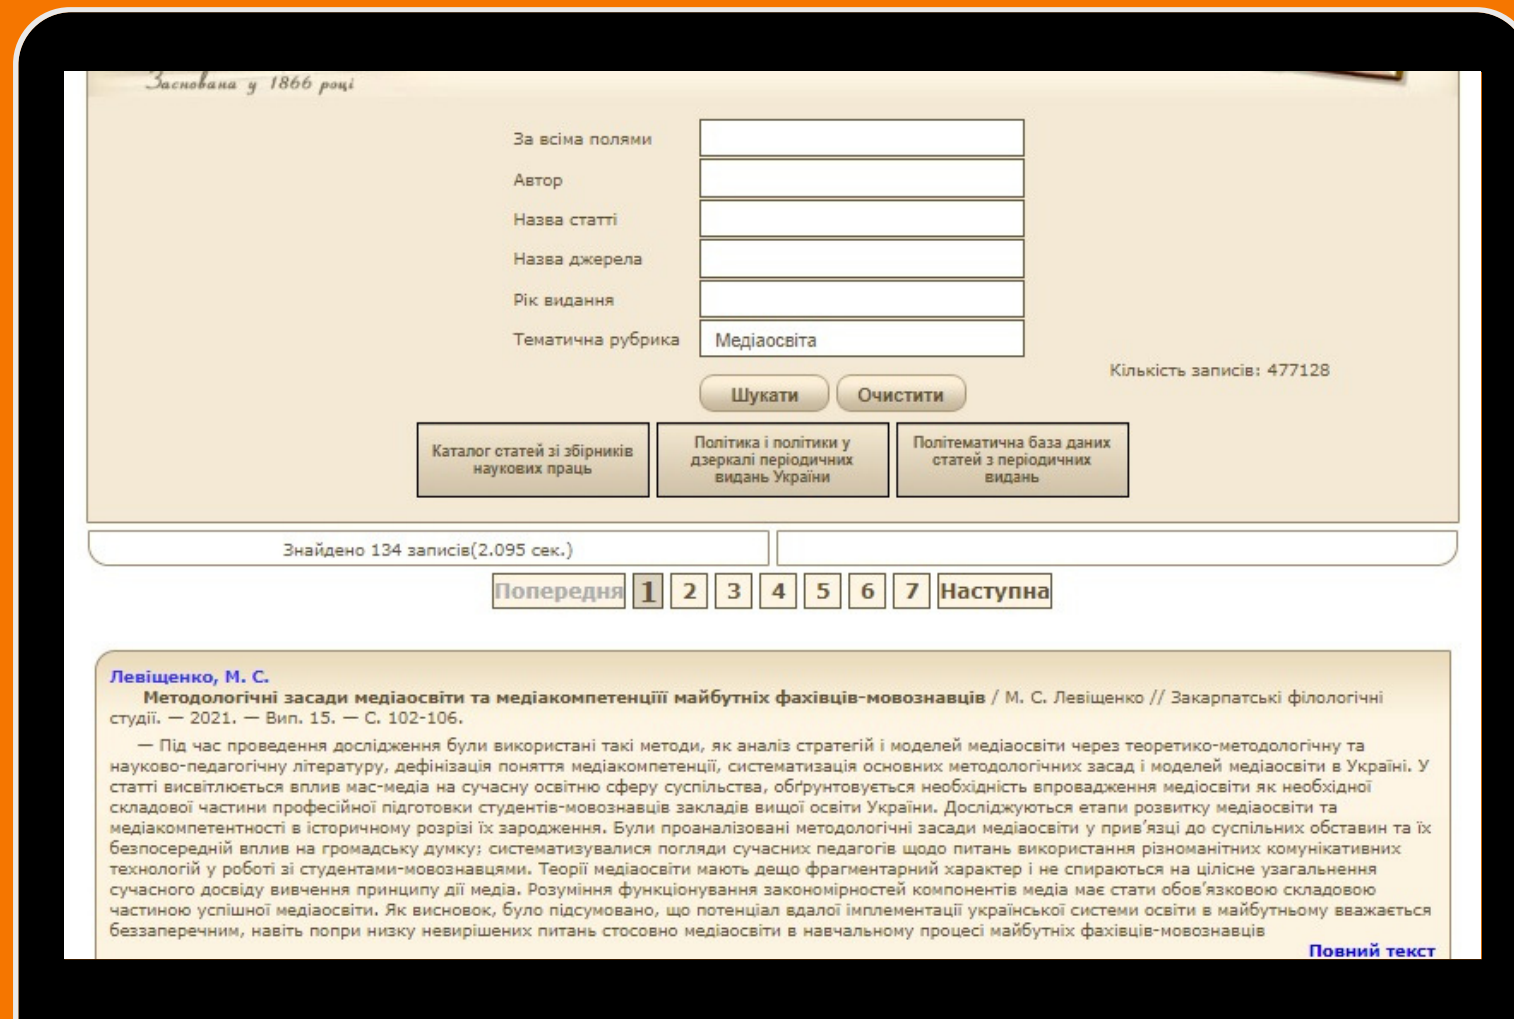 Заснована у 1866 році
За всіма полями
Автор
Назва статті
Назва джерела
Рік видання
Тематична рубрика
Медіаосвіта
Кількість записів: 477128
Шукати
Очистити
Каталог статей зі збірників
наукових праць
Політика і політики у
дзеркалі періодичних
видань України
Політематична база даних
статей з періодичних
видань
Знайдено 134 записів(2.095 сек.)
Попередня 1 2 3 4 5 6 7 Наступна
Левіщенко, М. С.
Методологічні засади медіаосвіти та медіакомпетенціїї майбутніх фахівців-мовознавців / М. С. Левіщенко // Закарпатські філологічні
студії. — 2021. — Вип. 15. — С. 102-106.
— Під час проведення дослідження були використані такі методи, як аналіз стратегій і моделей медіаосвіти через теоретико-методологічну та
науково-педагогічну літературу, дефінізація поняття медіакомпетенції, систематизація основних методологічних засад і моделей медіаосвіти в Україні. У
статті висвітлюється вплив мас-медіа на сучасну освітню сферу суспільства, обґрунтовується необхідність впровадження медіосвіти як необхідної
складової частини професійної підготовки студентів-мовознавців закладів вищої освіти України. Досліджуються етапи розвитку медіаосвіти та
медіакомпетентності в історичному розрізі їх зародження. Були проаналізовані методологічні засади медіаосвіти у прив’язці до суспільних обставин та їх
безпосередній вплив на громадську думку; систематизувалися погляди сучасних педагогів щодо питань використання різноманітних комунікативних
технологій у роботі зі студентами-мовознавцями. Теорії медіаосвіти мають дещо фрагментарний характер і не спираються на цілісне узагальнення
сучасного досвіду вивчення принципу дії медіа. Розуміння функціонування закономірностей компонентів медіа має стати обов’язковою складовою
частиною успішної медіаосвіти. Як висновок, було підсумовано, що потенціал вдалої імплементації української системи освіти в майбутньому вважається
беззаперечним, навіть попри низку невирішених питань стосовно медіаосвіти в навчальному процесі майбутніх фахівців-мовознавців
Повний текст